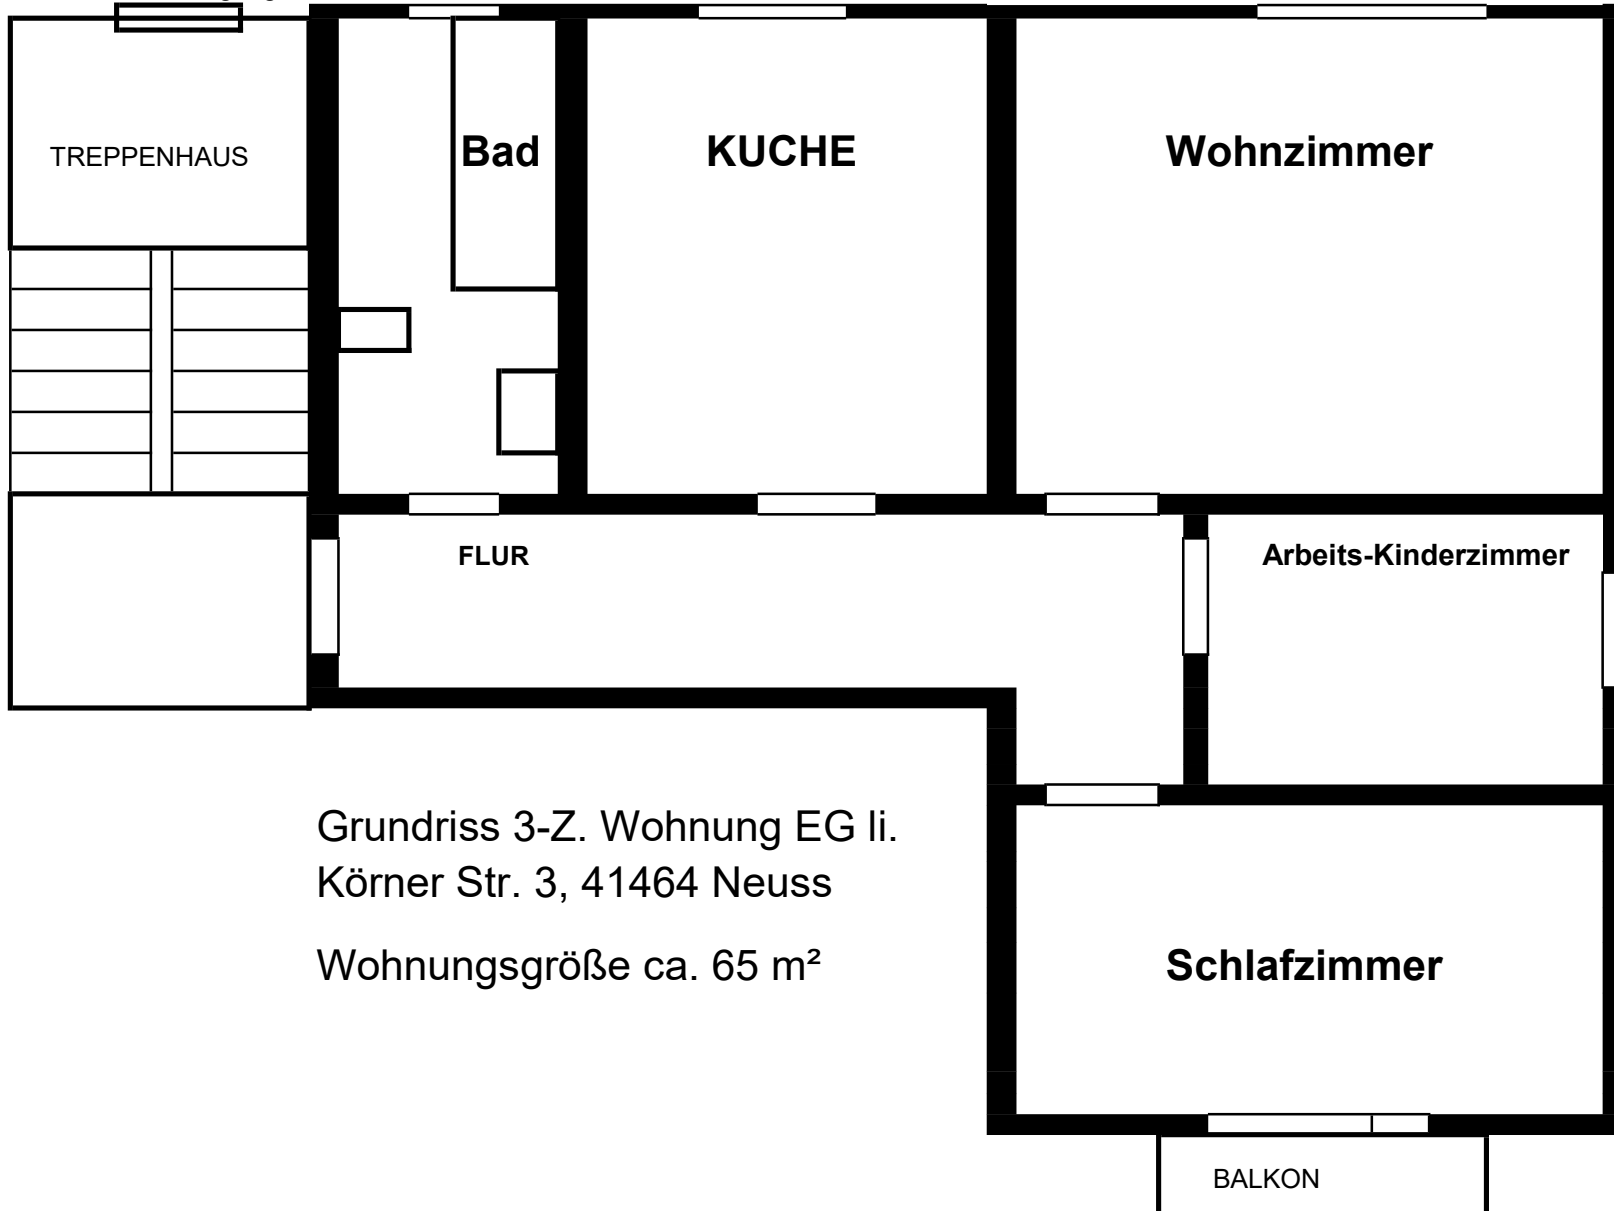 TREPPENHAUS
Bad
KUCHE
Wohnzimmer
FLUR
Arbeits-Kinderzimmer
Grundriss 3-Z. Wohnung EG li.
Körner Str. 3, 41464 Neuss
Wohnungsgröße ca. 65 m²
Schlafzimmer
BALKON